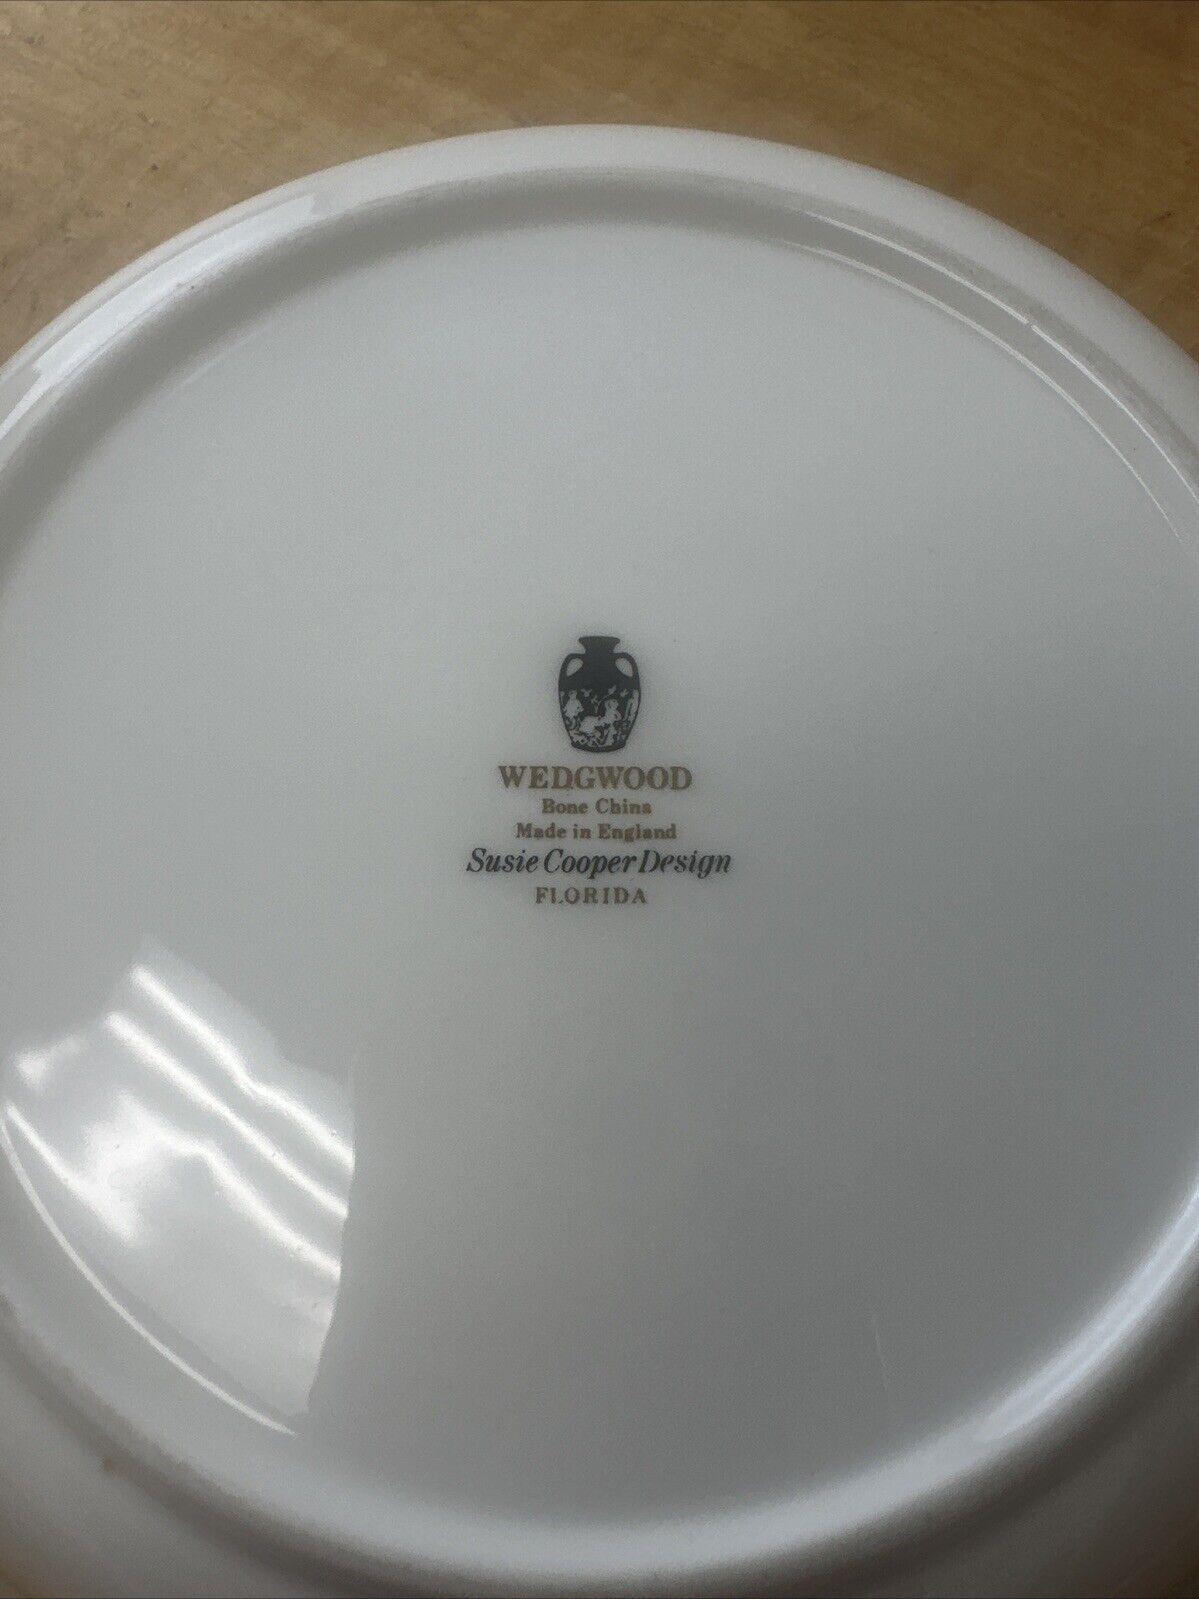 WEDGWOOD
Bone China
Made in England
Susie Cooper Design
FLORIDA